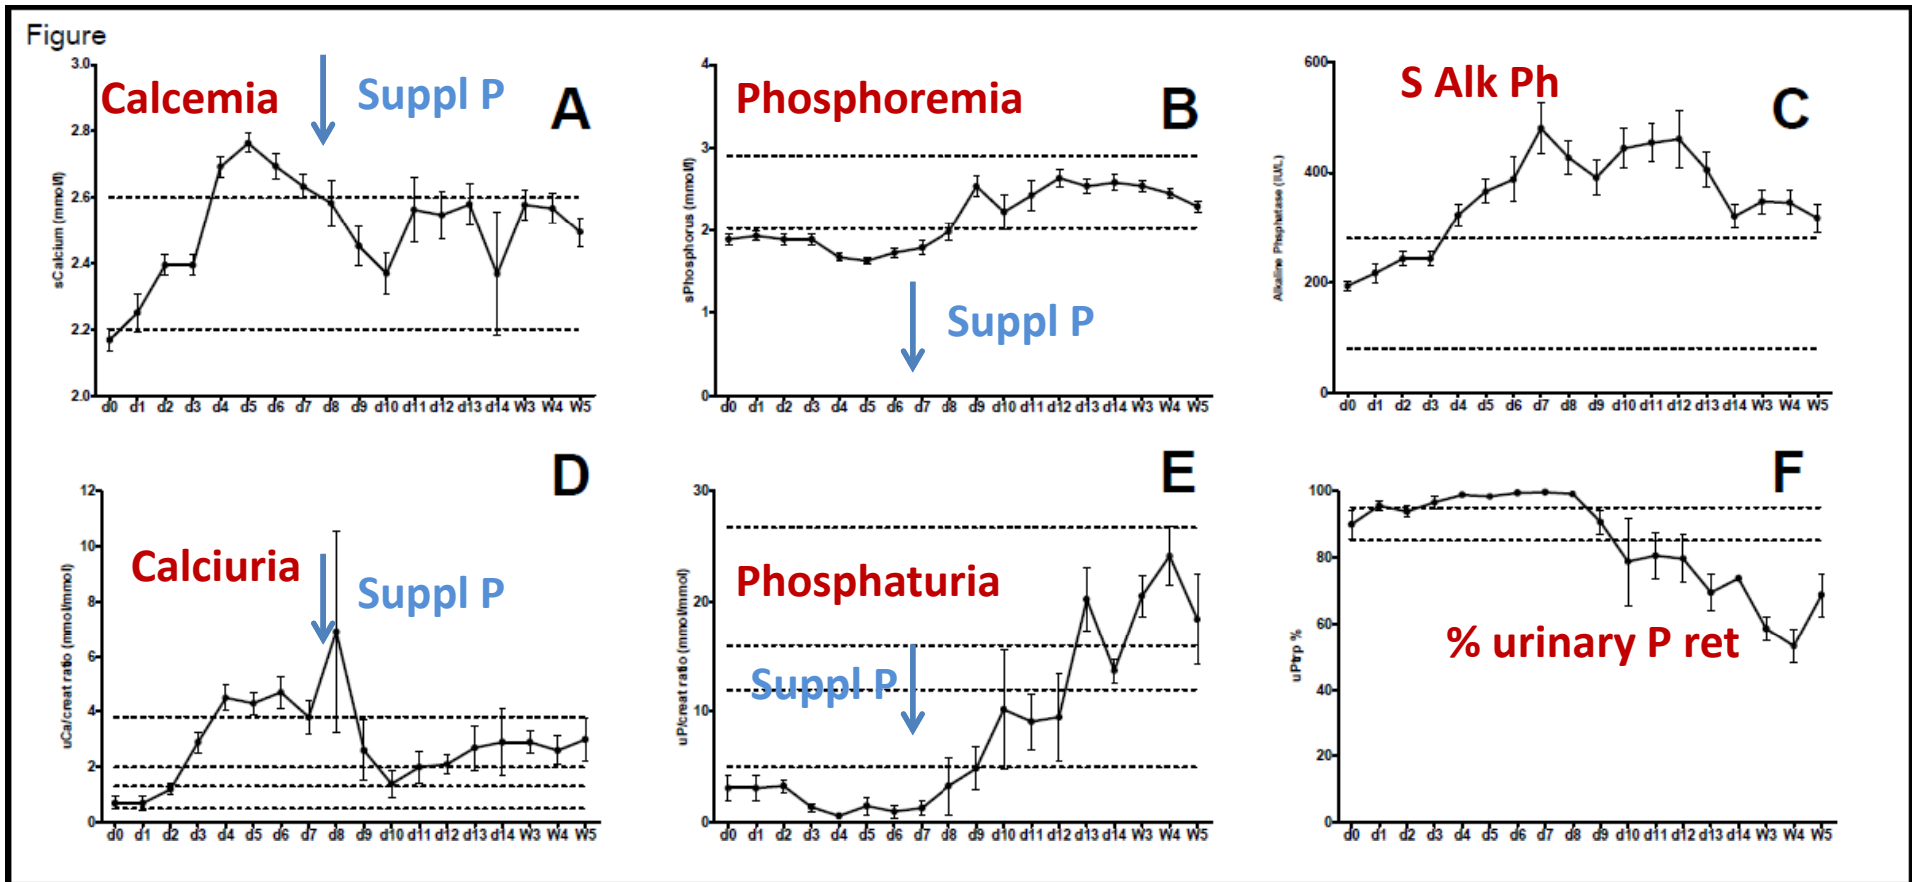 Figure
Calcemia
Suppl P
A
sCalcium (mmol/l)
3.0
2.8
2.6
2.4
2.2
2.0
d0 d1 d2 d3 d4 d5 d6 d7 d8 d9 d10 d11 d12 d13 d14 W3 W4 W5
Phosphoremia
B
Suppl P
sPhosphorus (mmol/l)
4
3
2
1
0
d0 d1 d2 d3 d4 d5 d6 d7 d8 d9 d10 d11 d12 d13 d14 W3 W4 W5
S Alk Ph
C
Alkaline Phsphatase (IU/L)
600
400
200
0
d0 d1 d2 d3 d4 d5 d6 d7 d8 d9 d10 d11 d12 d13 d14 W3 W4 W5
D
Calciuria
Suppl P
uCa/creat ratio (mmol/mmol)
12
10
8
6
4
2
0
d0 d1 d2 d3 d4 d5 d6 d7 d8 d9 d10 d11 d12 d13 d14 W3 W4 W5
E
Phosphaturia
Suppl P
uP/creat ratio (mmol/mmol)
30
20
10
0
d0 d1 d2 d3 d4 d5 d6 d7 d8 d9 d10 d11 d12 d13 d14 W3 W4 W5
F
% urinary P ret
uPtrp %
100
80
60
40
20
0
d0 d1 d2 d3 d4 d5 d6 d7 d8 d9 d10 d11 d12 d13 d14 W3 W4 W5